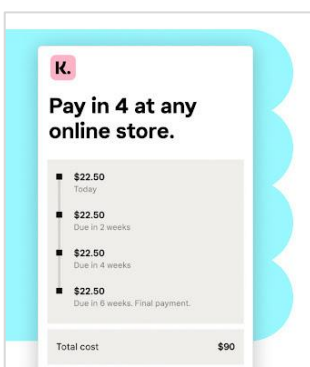 K.
Pay in 4 at any
online store.
$22.50
Today
$22.50
Due in 2 weeks
$22.50
Due in 4 weeks
$22.50
Due in 6 weeks. Final payment.
Total cost $90